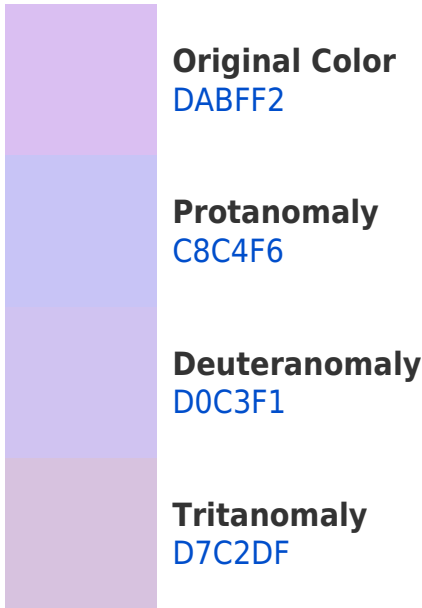 Original Color
DABFF2
Protanomaly
C8C4F6
Deuteranomaly
D0C3F1
Tritanomaly
D7C2DF